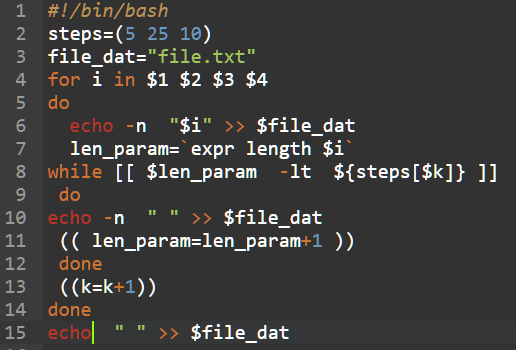 1 #!/bin/bash
2 steps=(5 25 10)
3 file_dat="file.txt"
4 for i in $1 $2 $3 $4
5 do
6   echo -n  "$i" >> $file_dat
7   len_param=`expr length $i`
8 while [[ $len_param  -lt  ${steps[$k]} ]]
9  do
10 echo -n  " " >> $file_dat
11  (( len_param=len_param+1 ))
12  done
13  ((k=k+1))
14 done
15 echo  " " >> $file_dat